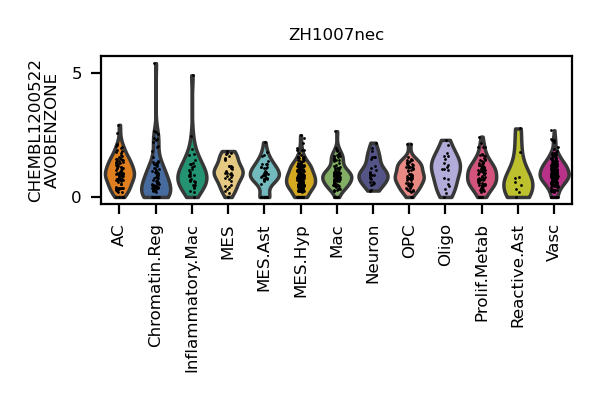 ZH1007nec
CHEMBL1200522
AVOBENZONE
5
0
AC
Chromatin.Reg
Inflammatory.Mac
MES
MES.Ast
MES.Hyp
Mac
Neuron
OPC
Oligo
Prolif.Metab
Reactive.Ast
Vasc